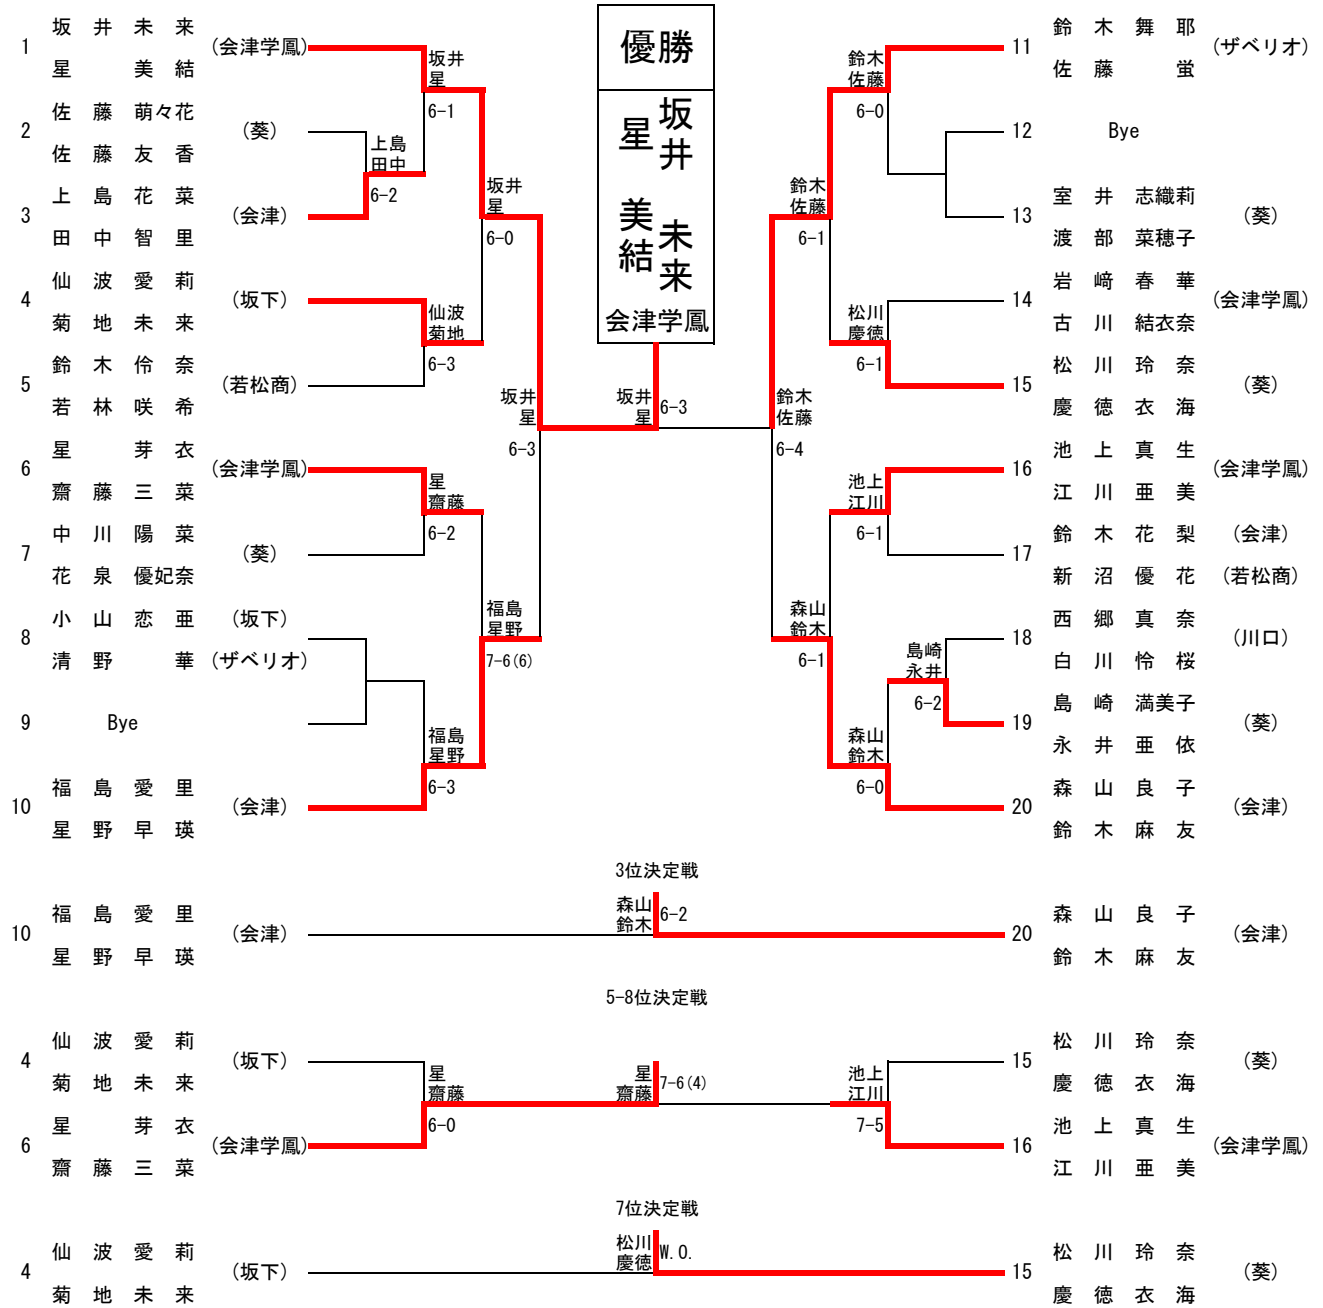 優勝
坂井 未来
星 美結
会津学鳳
1 坂井未来 (会津学鳳)
星 美結
2 佐藤萌々花 (葵)
佐藤友香
3 上島花菜 (会津)
田中智里
4 仙波愛莉 (坂下)
菊地未来
5 鈴木伶奈 (若松商)
若林咲希
6 星 芽衣 (会津学鳳)
齋藤三菜
7 中川陽菜 (葵)
花泉優妃奈
8 小山恋亜 (坂下)
清野 華 (ザベリオ)
9 Bye
10 福島愛里 (会津)
星野早瑛
坂井
星
6-1
上島
田中
6-2
坂井
星
6-0
仙波
菊地
6-3
坂井
星
6-3
星
齋藤
6-2
福島
星野
7-6(6)
福島
星野
6-3
坂井
星
6-3
鈴木
佐藤
6-0
鈴木
佐藤
6-1
松川
慶徳
6-1
鈴木
佐藤
6-4
池上
江川
6-1
森山
鈴木
6-1
島崎
永井
6-2
森山
鈴木
6-0
11 鈴木舞耶 (ザベリオ)
佐藤 蛍
12 Bye
13 室井志織莉 (葵)
渡部菜穂子
14 岩﨑春華 (会津学鳳)
古川結衣奈
15 松川玲奈 (葵)
慶徳衣海
16 池上真生 (会津学鳳)
江川亜美
17 鈴木花梨 (会津)
新沼優花 (若松商)
18 西郷真奈 (川口)
白川怜桜
19 島崎満美子 (葵)
永井亜依
20 森山良子 (会津)
鈴木麻友
3位決定戦
10 福島愛里 (会津)
星野早瑛
森山
鈴木
6-2
20 森山良子 (会津)
鈴木麻友
5-8位決定戦
4 仙波愛莉 (坂下)
菊地未来
6 星 芽衣 (会津学鳳)
齋藤三菜
星
齋藤
6-0
星
齋藤
7-6(4)
池上
江川
7-5
15 松川玲奈 (葵)
慶徳衣海
16 池上真生 (会津学鳳)
江川亜美
7位決定戦
4 仙波愛莉 (坂下)
菊地未来
松川
慶徳
W.O.
15 松川玲奈 (葵)
慶徳衣海